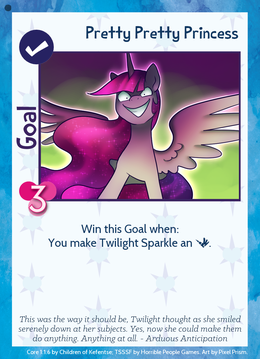 Pretty Pretty Princess
Goal
3
Win this Goal when:
You make Twilight Sparkle an .
This was the way it should be, Twilight thought as she smiled
serenely down at her subjects. Yes, now she could make them
do anything. Anything at all. - Arduous Anticipation
Core 1.1.6 by Children of Kefentse; TSSSF by Horrible People Games. Art by Pixel Prism.